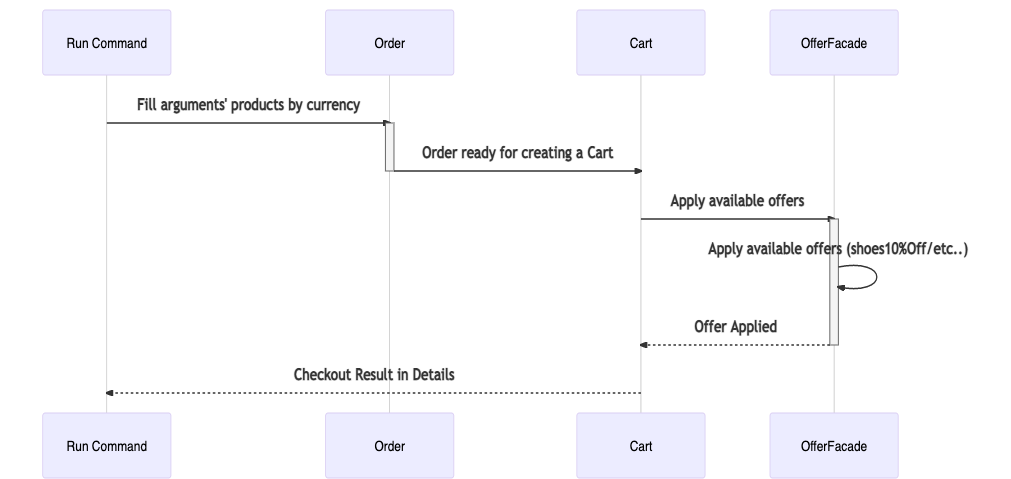 Run Command
Order
Cart
OfferFacade
Fill arguments' products by currency
Order ready for creating a Cart
Apply available offers
Apply available offers (shoes10%Off/etc..)
Offer Applied
Checkout Result in Details
Run Command
Order
Cart
OfferFacade